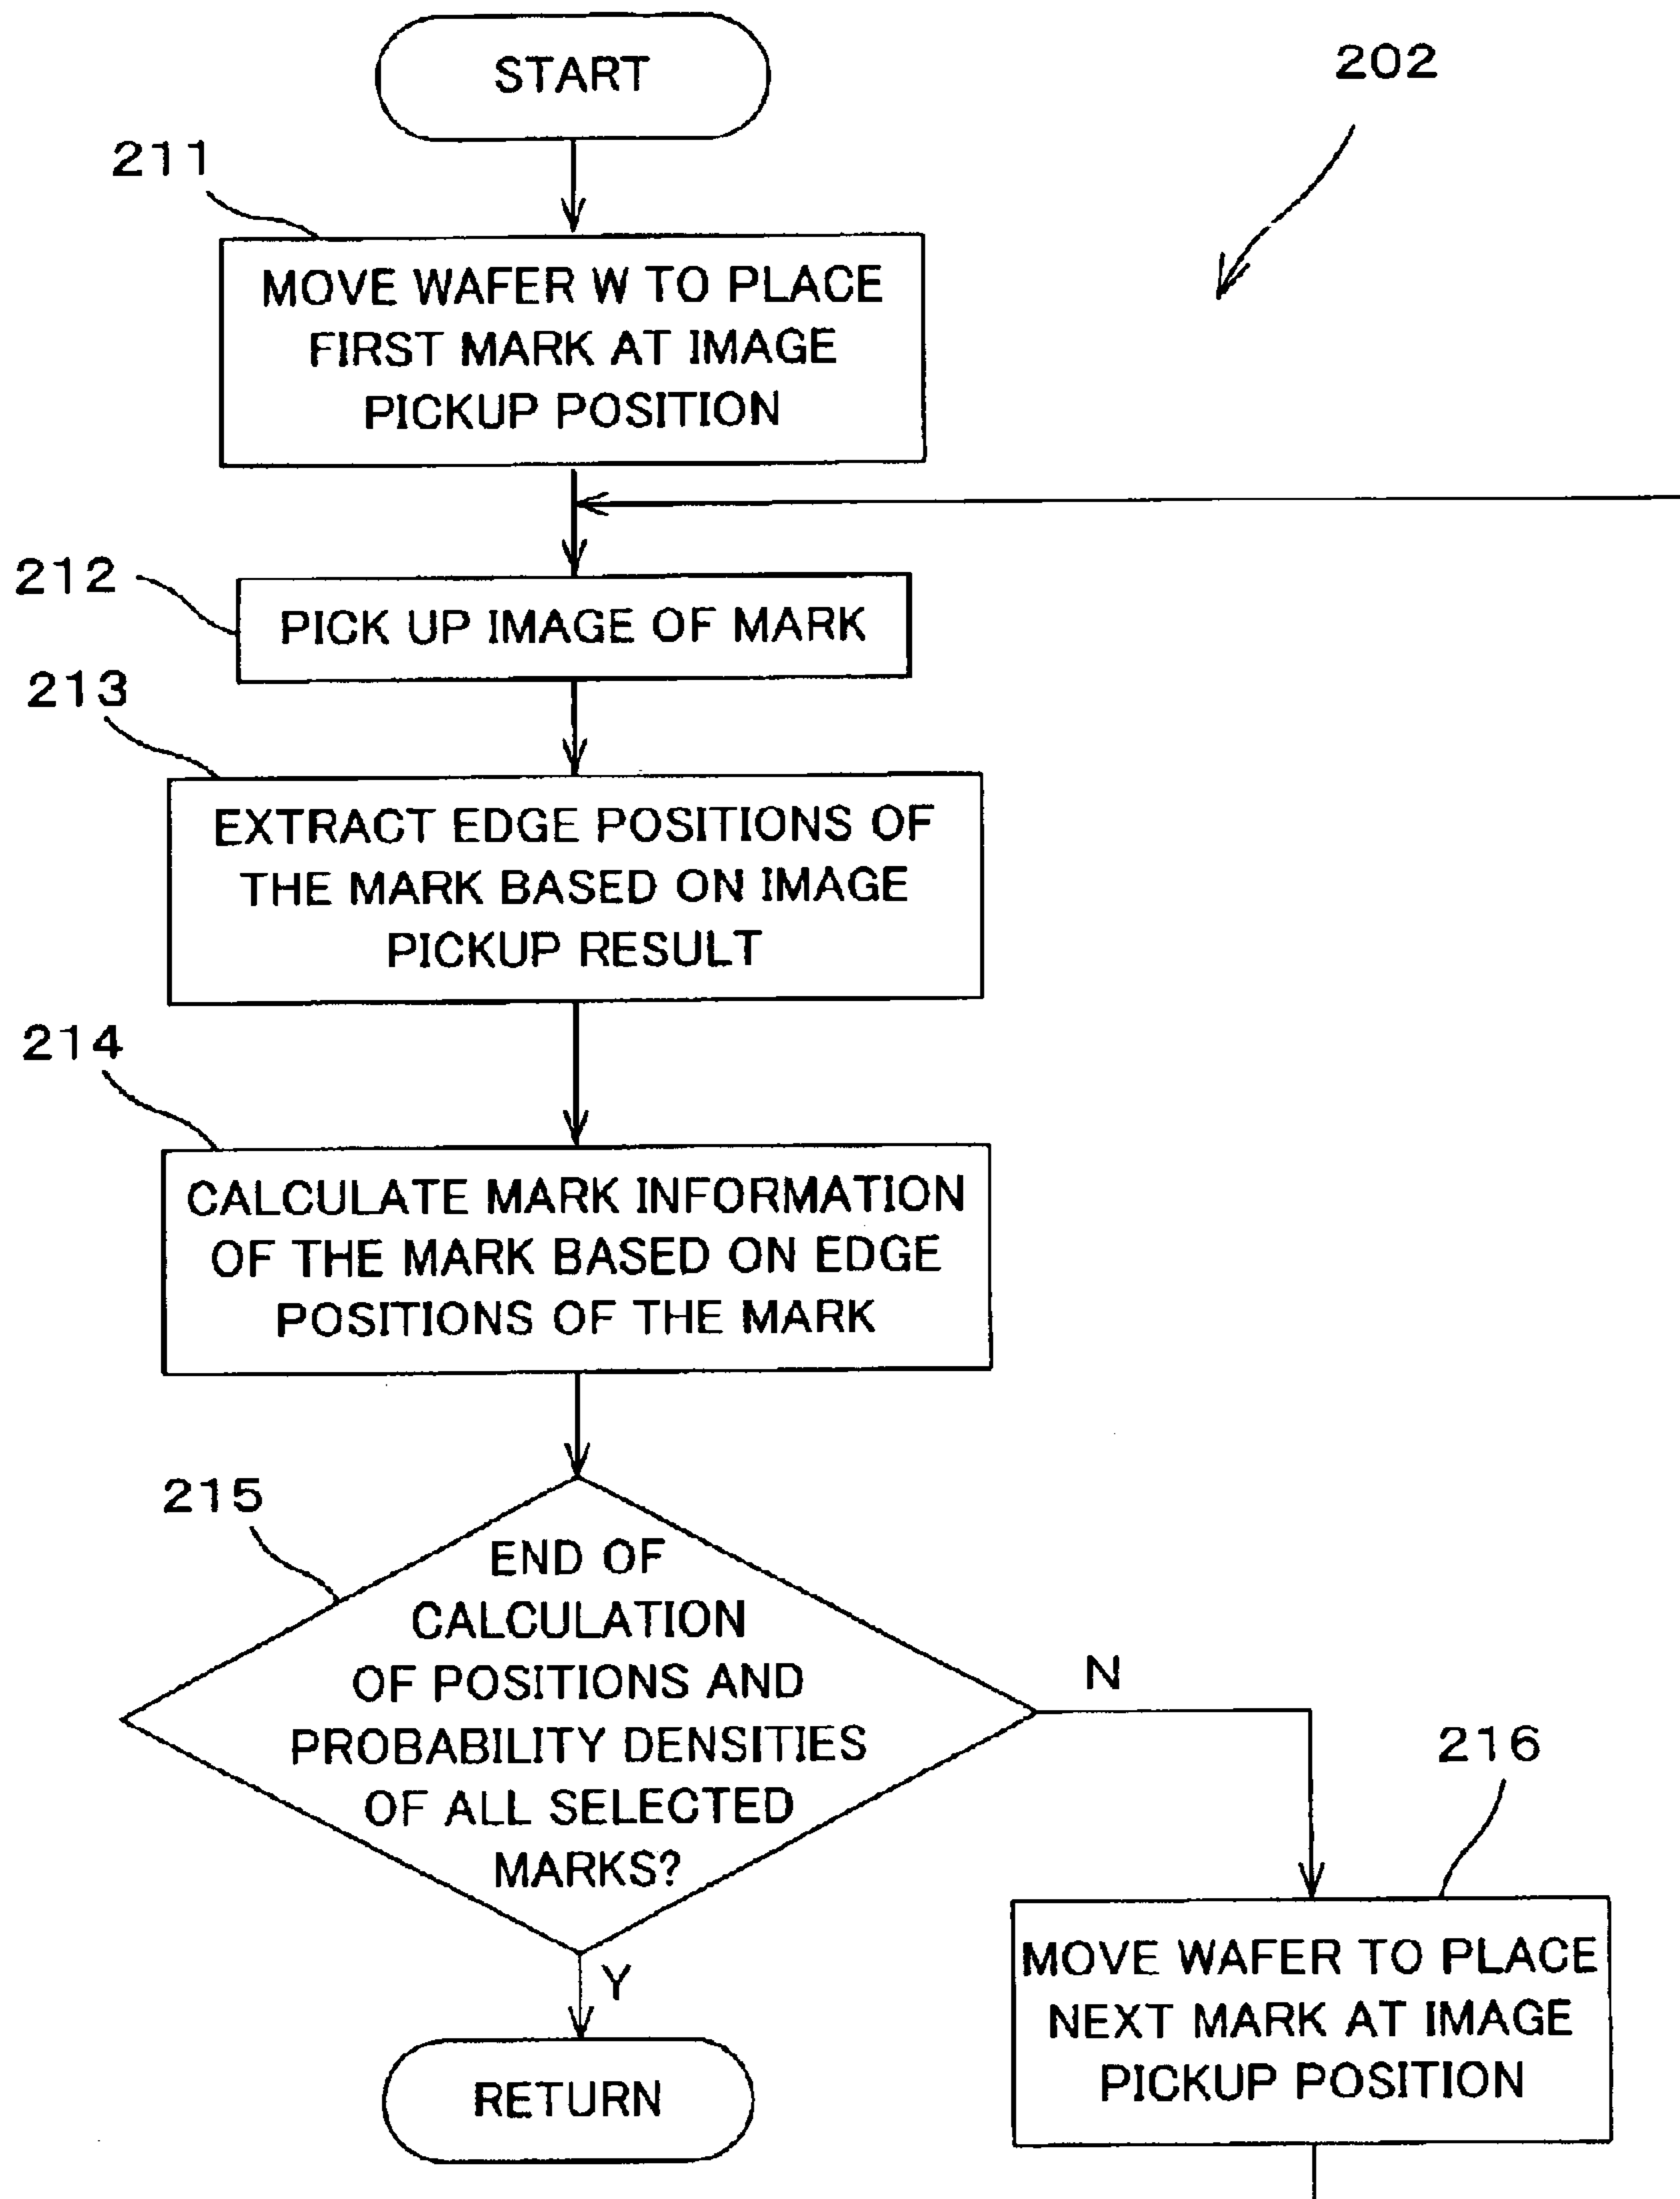 START
202
211
MOVE WAFER W TO PLACE
FIRST MARK AT IMAGE
PICKUP POSITION
212
PICK UP IMAGE OF MARK
213
EXTRACT EDGE POSITIONS OF
THE MARK BASED ON IMAGE
PICKUP RESULT
214
CALCULATE MARK INFORMATION
OF THE MARK BASED ON EDGE
POSITIONS OF THE MARK
215
END OF
CALCULATION
OF POSITIONS AND
PROBABILITY DENSITIES
OF ALL SELECTED
MARKS?
N
216
MOVE WAFER TO PLACE
NEXT MARK AT IMAGE
PICKUP POSITION
Y
RETURN